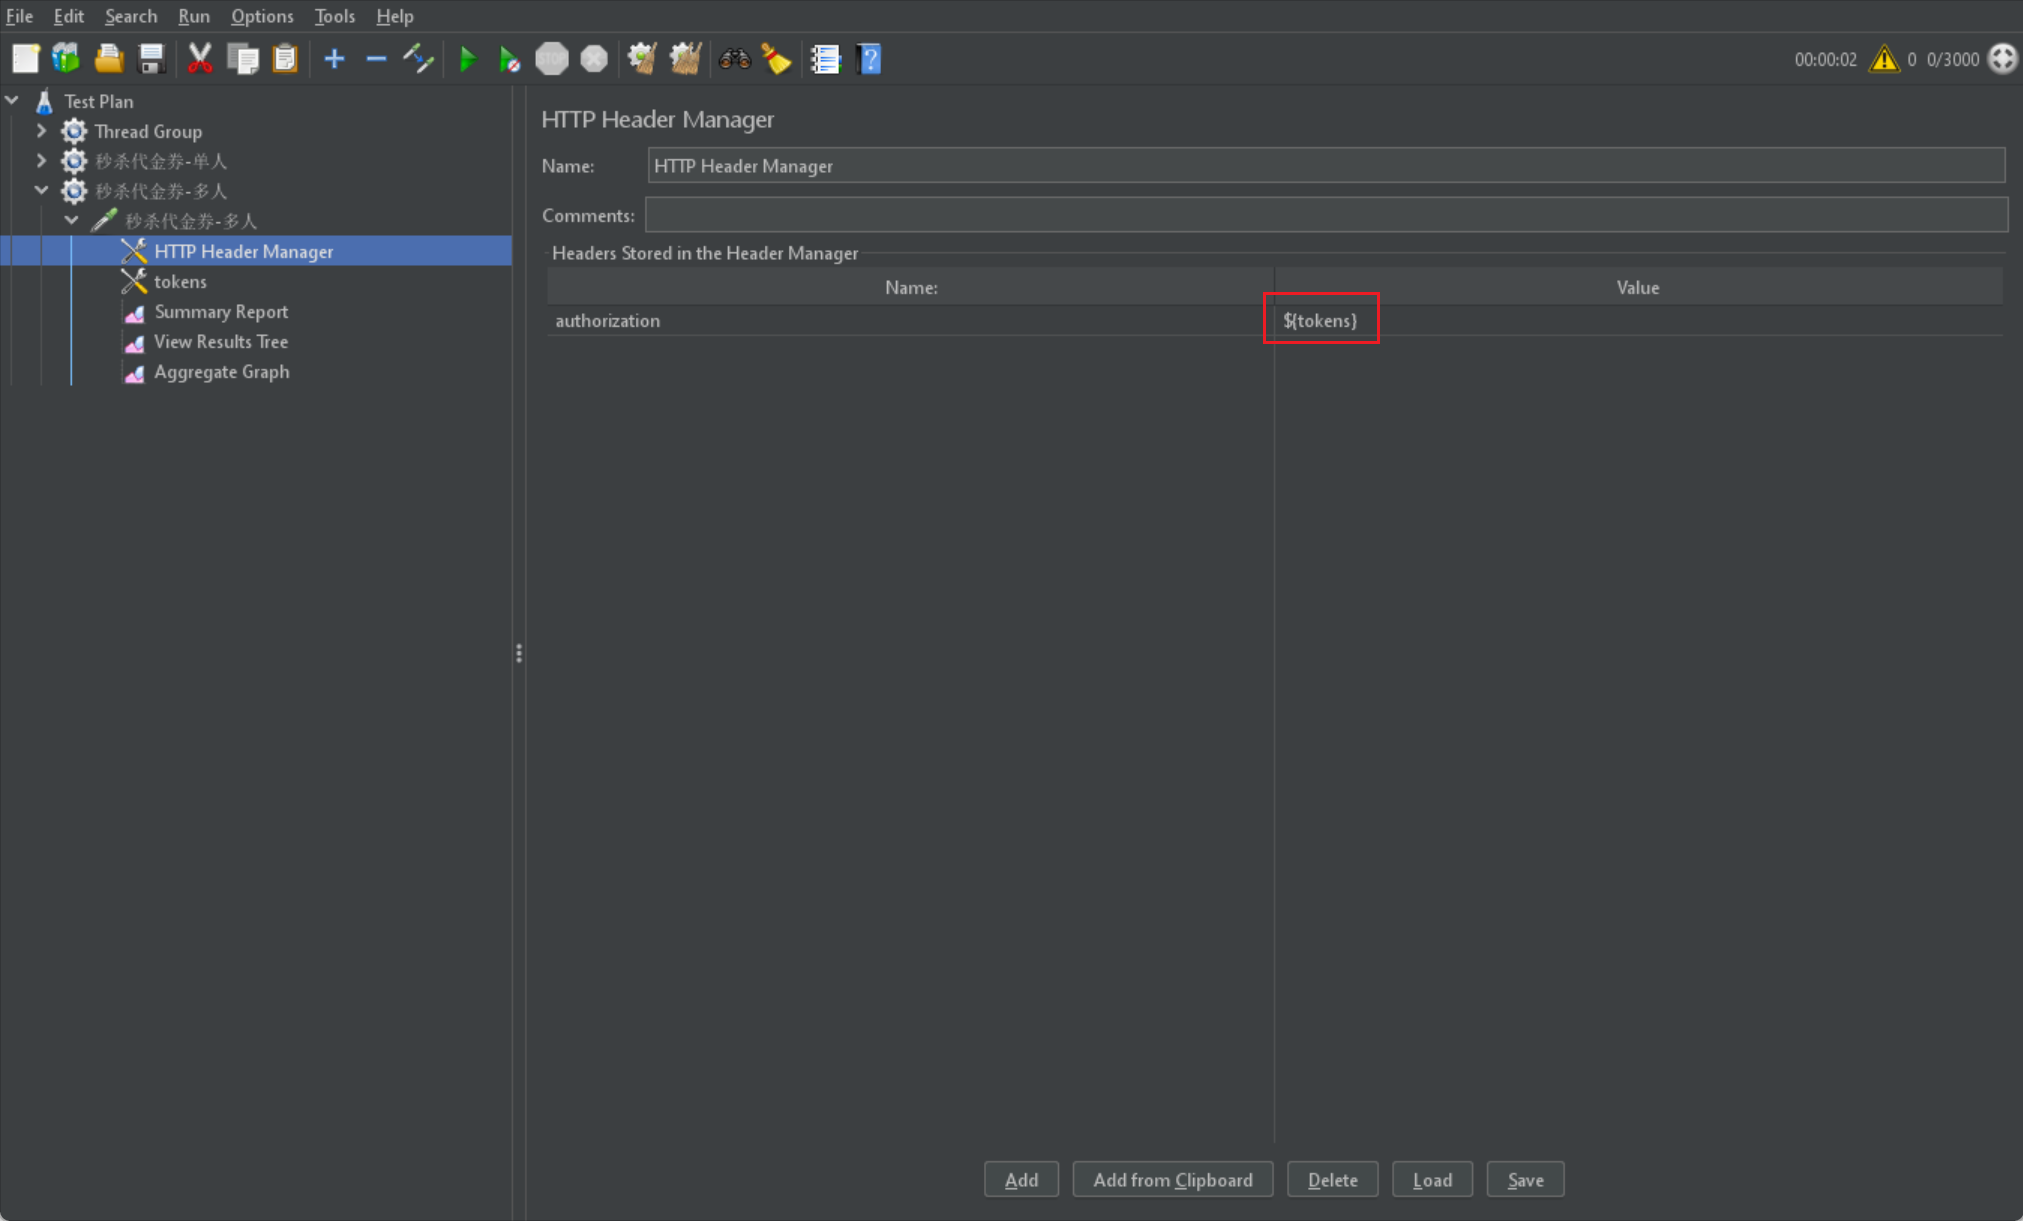 File Edit Search Run Options Tools Help
STOP
?
00:00:02 0 0/3000
Test Plan
Thread Group
秒杀代金券-单人
秒杀代金券-多人
秒杀代金券-多人
HTTP Header Manager
tokens
Summary Report
View Results Tree
Aggregate Graph
HTTP Header Manager
Name: HTTP Header Manager
Comments:
Headers Stored in the Header Manager
Name: Value
authorization ${tokens}
Add Add from Clipboard Delete Load Save